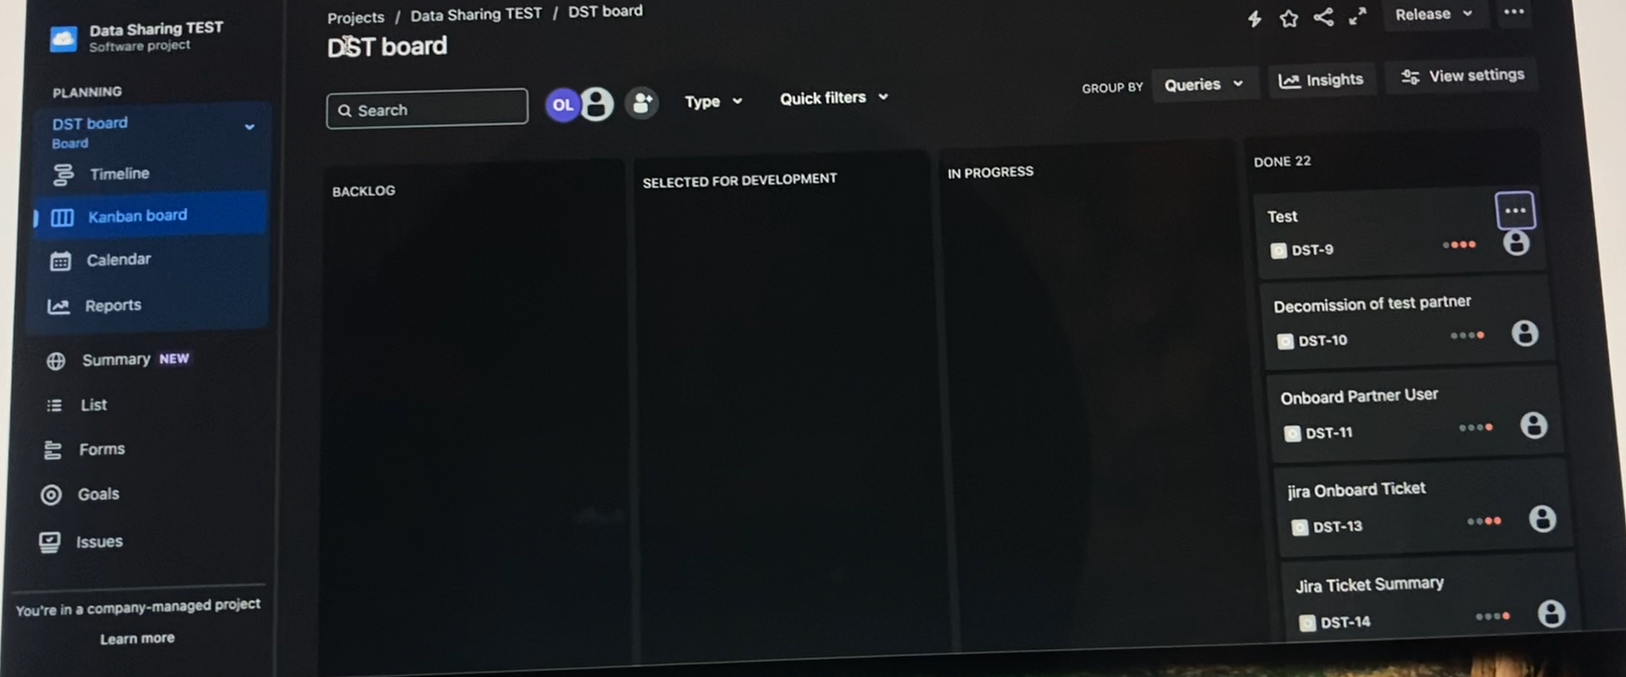 Data Sharing TEST
Software project
PLANNING
DST board
Board
Timeline
Kanban board
Calendar
Reports
Summary NEW
List
Forms
Goals
Issues
You're in a company-managed project
Learn more
Projects / Data Sharing TEST / DST board
DST board
Release
Search
OL
Type
Quick filters
GROUP BY
Queries
Insights
View settings
BACKLOG
SELECTED FOR DEVELOPMENT
IN PROGRESS
DONE 22
Test
DST-9
Decomission of test partner
DST-10
Onboard Partner User
DST-11
jira Onboard Ticket
DST-13
Jira Ticket Summary
DST-14